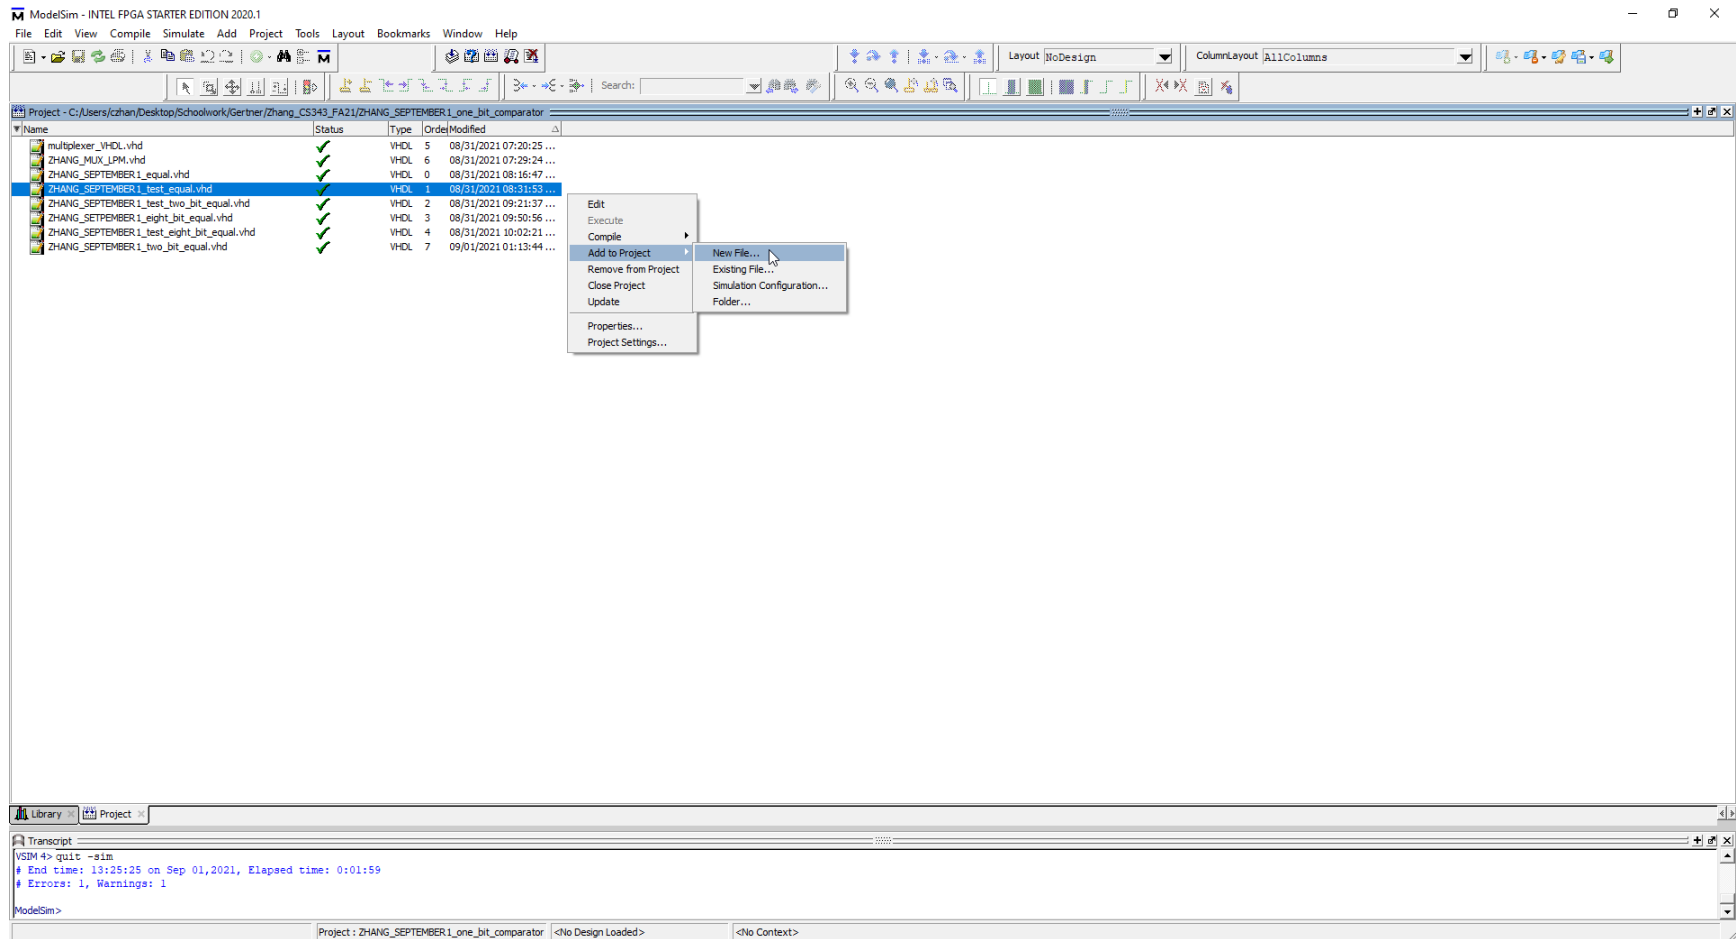 ModelSim - INTEL FPGA STARTER EDITION 2020.1
File Edit View Compile Simulate Add Project Tools Layout Bookmarks Window Help
Layout NoDesign ColumnLayout AllColumns
Search:
Project - C:/Users/czhan/Desktop/Schoolwork/Gertner/Zhang_CS343_FA21/ZHANG_SEPTEMBER1_one_bit_comparator
Name Status Type Order Modified
multiplexer_VHDL.vhd VHDL 5 08/31/2021 07:20:25 ...
ZHANG_MUX_LPM.vhd VHDL 6 08/31/2021 07:29:24 ...
ZHANG_SEPTEMBER1_equal.vhd VHDL 0 08/31/2021 08:16:47 ...
ZHANG_SEPTEMBER1_test_equal.vhd VHDL 1 08/31/2021 08:31:53 ...
ZHANG_SEPTEMBER1_test_two_bit_equal.vhd VHDL 2 08/31/2021 09:21:37 ...
ZHANG_SETPEMBER1_eight_bit_equal.vhd VHDL 3 08/31/2021 09:50:56 ...
ZHANG_SEPTEMBER1_test_eight_bit_equal.vhd VHDL 4 08/31/2021 10:02:21 ...
ZHANG_SEPTEMBER1_two_bit_equal.vhd VHDL 7 09/01/2021 01:13:44 ...
Edit
Execute
Compile
Add to Project
Remove from Project
Close Project
Update
Properties...
Project Settings...
New File...
Existing File...
Simulation Configuration...
Folder...
Library Project
Transcript
VSIM 4> quit -sim
# End time: 13:25:25 on Sep 01,2021, Elapsed time: 0:01:59
# Errors: 1, Warnings: 1
ModelSim>
Project : ZHANG_SEPTEMBER1_one_bit_comparator <No Design Loaded> <No Context>